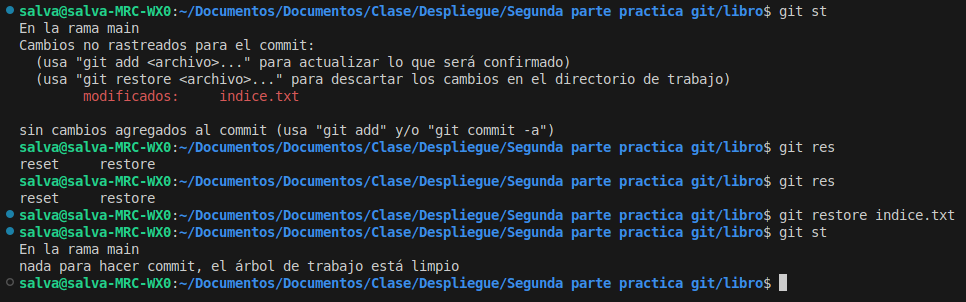 salva@salva-MRC-WX0:~/Documentos/Documentos/Clase/Despliegue/Segunda parte practica git/libro$ git st
En la rama main
Cambios no rastreados para el commit:
  (usa "git add <archivo>..." para actualizar lo que será confirmado)
  (usa "git restore <archivo>..." para descartar los cambios en el directorio de trabajo)
        modificados:     indice.txt

sin cambios agregados al commit (usa "git add" y/o "git commit -a")
salva@salva-MRC-WX0:~/Documentos/Documentos/Clase/Despliegue/Segunda parte practica git/libro$ git res
reset     restore
salva@salva-MRC-WX0:~/Documentos/Documentos/Clase/Despliegue/Segunda parte practica git/libro$ git res
reset     restore
salva@salva-MRC-WX0:~/Documentos/Documentos/Clase/Despliegue/Segunda parte practica git/libro$ git restore indice.txt
salva@salva-MRC-WX0:~/Documentos/Documentos/Clase/Despliegue/Segunda parte practica git/libro$ git st
En la rama main
nada para hacer commit, el árbol de trabajo está limpio
salva@salva-MRC-WX0:~/Documentos/Documentos/Clase/Despliegue/Segunda parte practica git/libro$